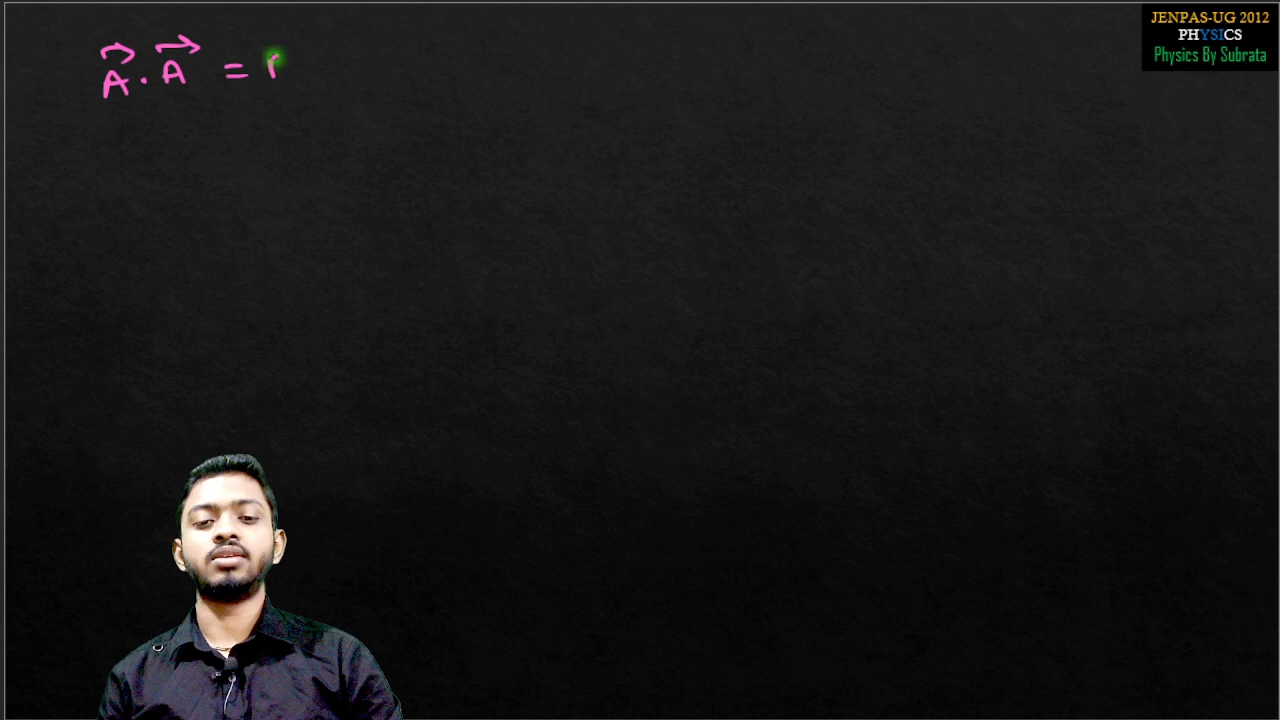 JENPAS-UG 2012
PHYSICS
Physics By Subrata
A⃗ . A⃗ =